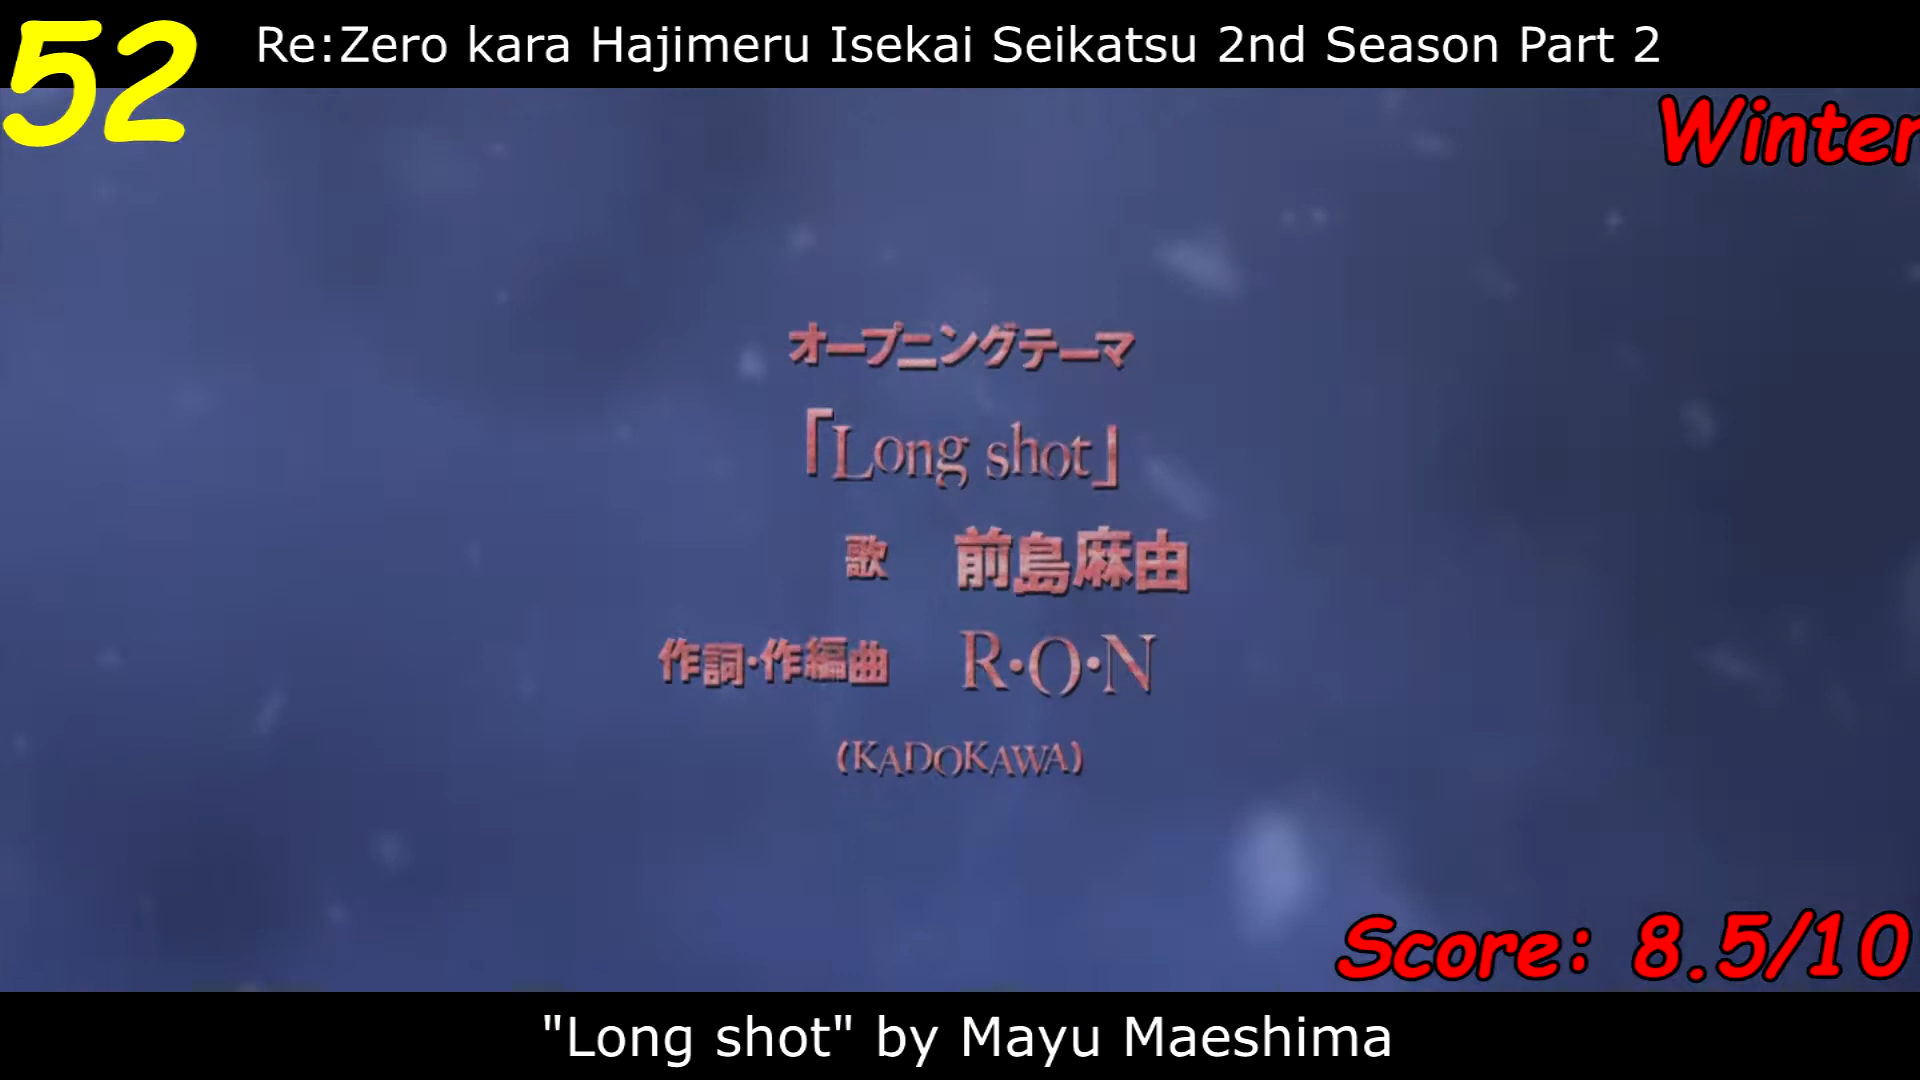 52
Re:Zero kara Hajimeru Isekai Seikatsu 2nd Season Part 2
Winter
オープニングテーマ
「Long shot」
歌 前島麻由
作詞・作編曲 R・O・N
(KADOKAWA)
Score: 8.5/10
"Long shot" by Mayu Maeshima